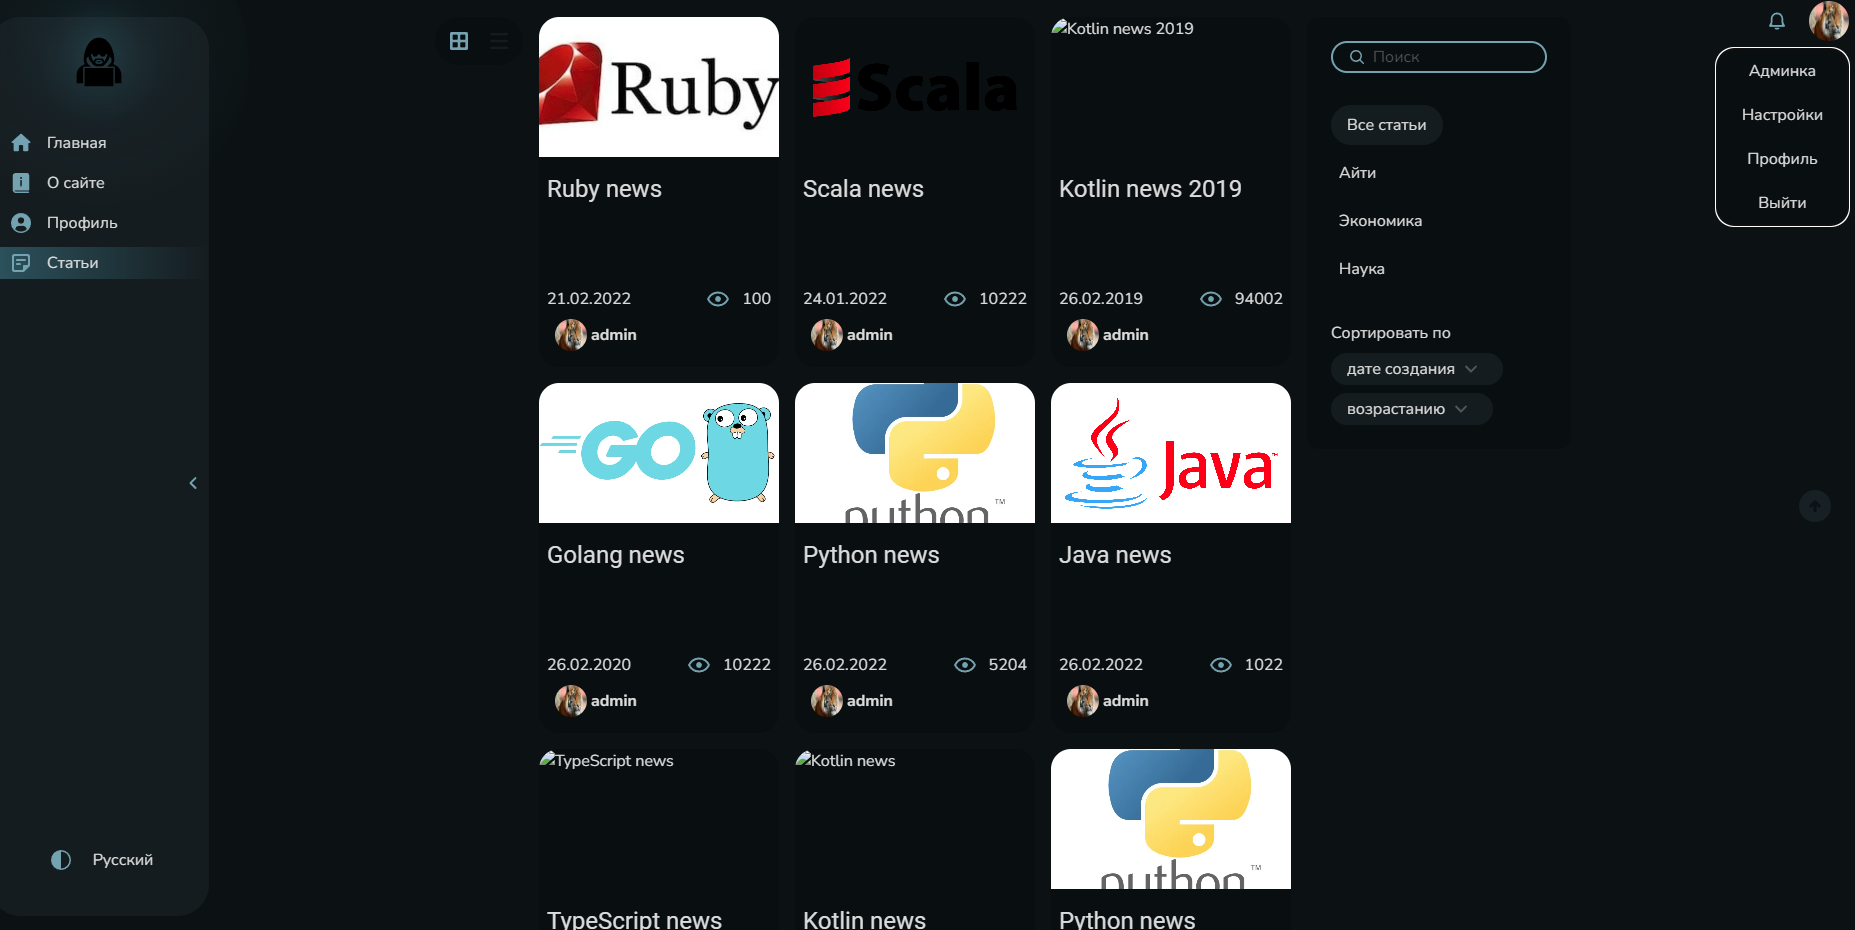 Главная
О сайте
Профиль
Статьи
Русский
Ruby
Ruby news
21.02.2022
100
admin
Scala
Scala news
24.01.2022
10222
admin
Kotlin news 2019
Kotlin news 2019
26.02.2019
94002
admin
GO
Golang news
26.02.2020
10222
admin
python™
Python news
26.02.2022
5204
admin
Java™
Java news
26.02.2022
1022
admin
TypeScript news
TypeScript news
Kotlin news
Kotlin news
python™
Python news
Поиск
Все статьи
Айти
Экономика
Наука
Сортировать по
дате создания
возрастанию
Админка
Настройки
Профиль
Выйти